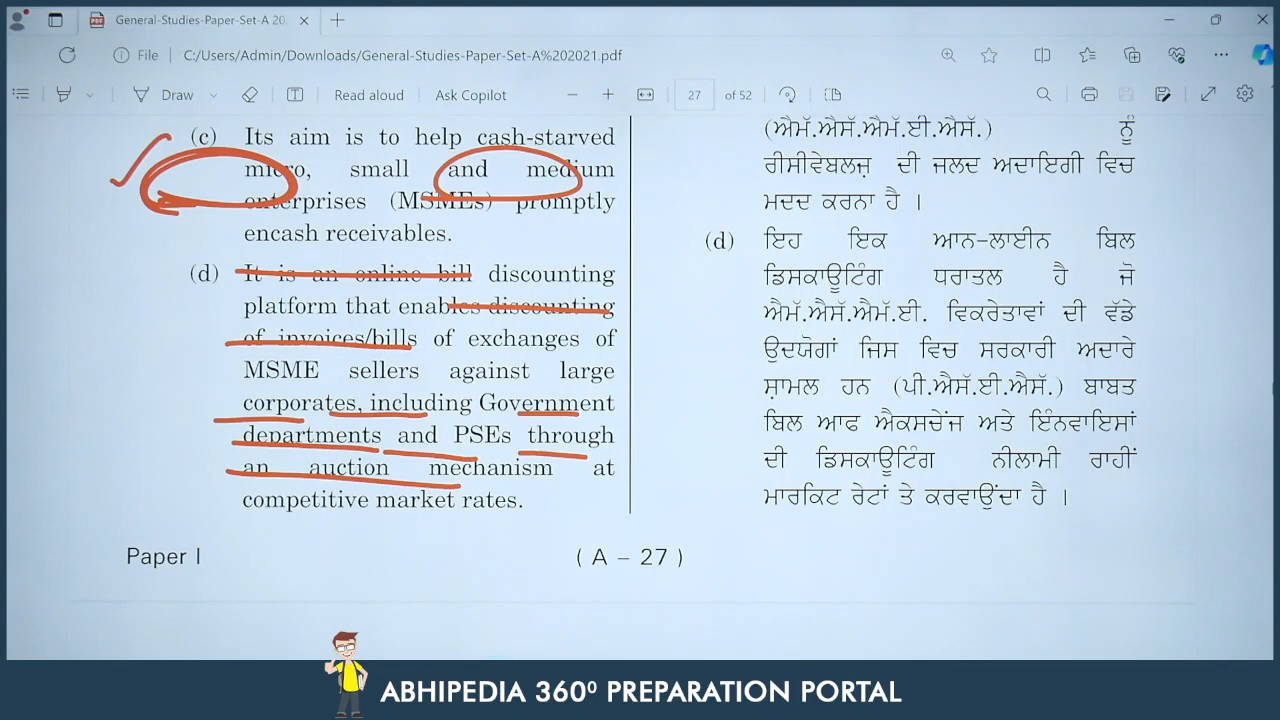 General-Studies-Paper-Set-A 20
File C:/Users/Admin/Downloads/General-Studies-Paper-Set-A%202021.pdf
Draw Read aloud Ask Copilot 27 of 52
(c) Its aim is to help cash-starved
micro, small and medium
enterprises (MSMEs) promptly
encash receivables.
(d) It is an online bill discounting
platform that enables discounting
of invoices/bills of exchanges of
MSME sellers against large
corporates, including Government
departments and PSEs through
an auction mechanism at
competitive market rates.
(ਐਮੱ.ਐਸੱ.ਐਮੱ.ਈ.ਐਸੱ.) ਨੂੰ
ਰੀਸੀਵੇਬਲਜ਼ ਦੀ ਜਲਦ ਅਦਾਇਗੀ ਵਿਚ
ਮਦਦ ਕਰਨਾ ਹੈ ।
(d) ਇਹ ਇਕ ਆਨ-ਲਾਈਨ ਬਿਲ
ਡਿਸਕਾਊਟਿੰਗ ਧਰਾਤਲ ਹੈ ਜੋ
ਐਮੱ.ਐਸੱ.ਐਮੱ.ਈ. ਵਿਕਰੇਤਾਵਾਂ ਦੀ ਵੱਡੇ
ਉਦਯੋਗਾਂ ਜਿਸ ਵਿਚ ਸਰਕਾਰੀ ਅਦਾਰੇ
ਸ਼ਾਮਲ ਹਨ (ਪੀ.ਐਸੱ.ਈ.ਐਸੱ.) ਬਾਬਤ
ਬਿਲ ਆਫ ਐਕਸਚੇਂਜ ਅਤੇ ਇੰਨਵਾਇਸਾਂ
ਦੀ ਡਿਸਕਾਊਟਿੰਗ ਨੀਲਾਮੀ ਰਾਹੀਂ
ਮਾਰਕਿਟ ਰੇਟਾਂ ਤੇ ਕਰਵਾਉਂਦਾ ਹੈ ।
Paper I ( A – 27 )
ABHIPEDIA 360⁰ PREPARATION PORTAL